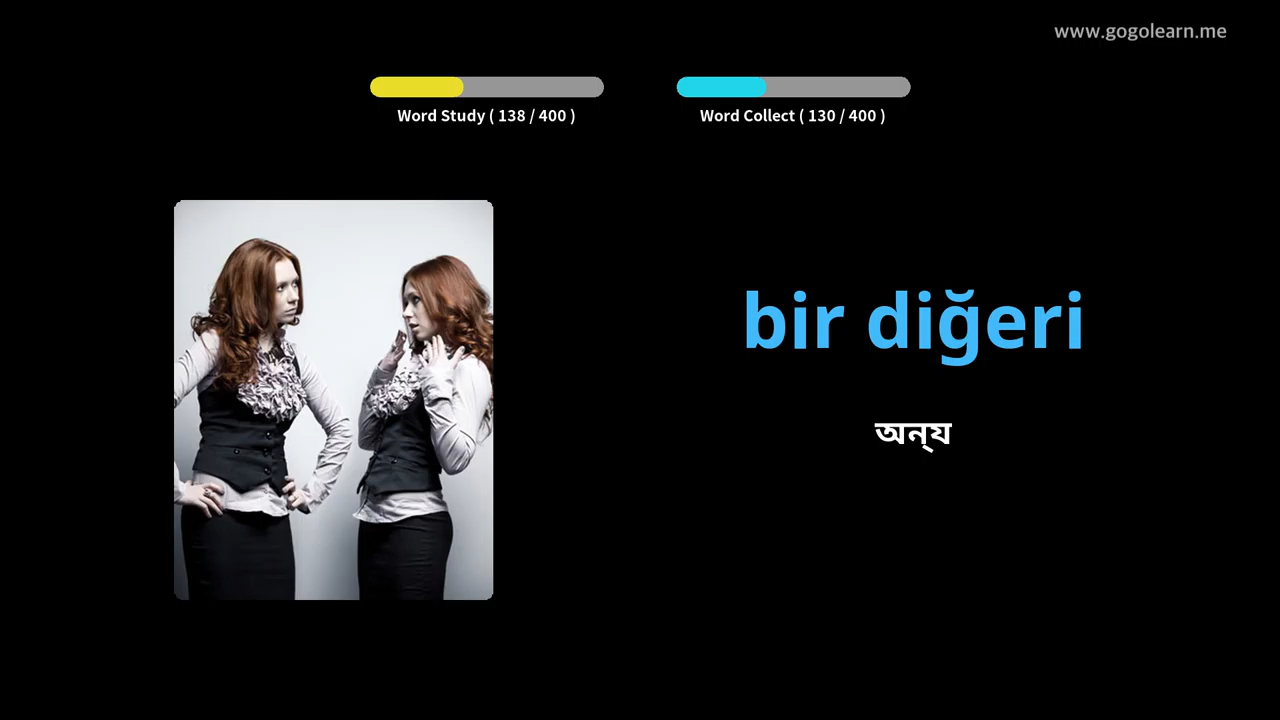 www.gogolearn.me
Word Study ( 138 / 400 )
Word Collect ( 130 / 400 )
bir diğeri
অন্য